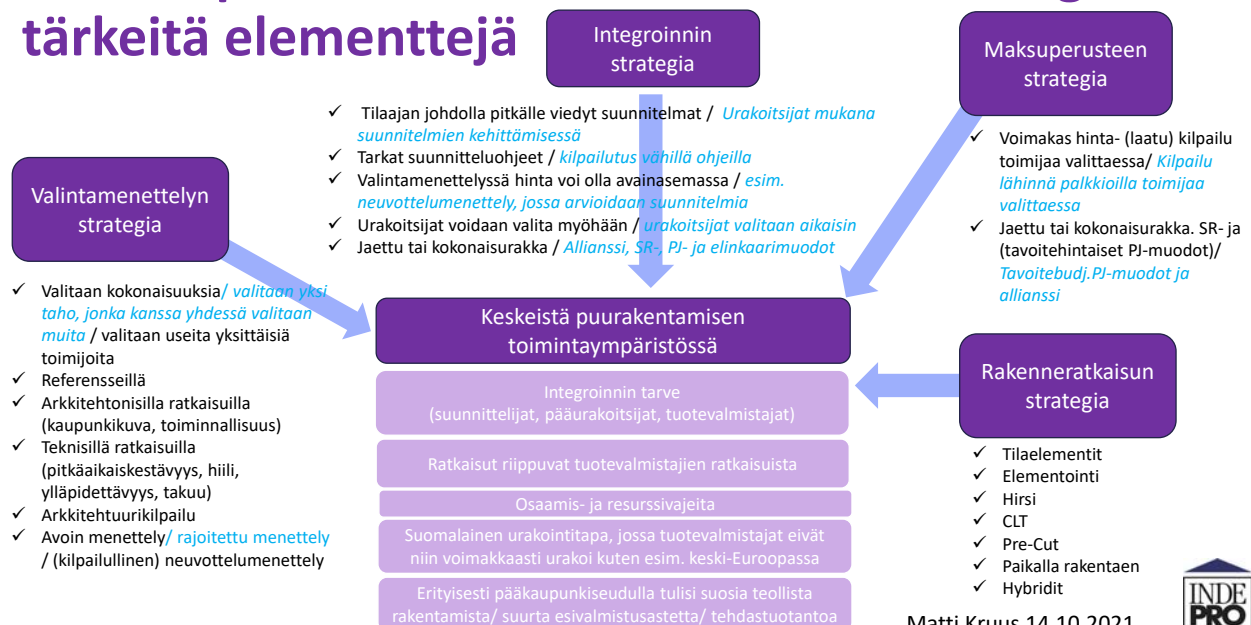 tärkeitä elementtejä
Integroinnin
strategia
Maksuperusteen
strategia
✓ Tilaajan johdolla pitkälle viedyt suunnitelmat / Urakoitsijat mukana
suunnitelmien kehittämisessä
✓ Tarkat suunnitteluohjeet / kilpailutus vähillä ohjeilla
✓ Valintamenettelyssä hinta voi olla avainasemassa / esim.
neuvottelumenettely, jossa arvioidaan suunnitelmia
✓ Urakoitsijat voidaan valita myöhään / urakoitsijat valitaan aikaisin
✓ Jaettu tai kokonaisurakka / Allianssi, SR-, PJ- ja elinkaarimuodot
✓ Voimakas hinta- (laatu) kilpailu
toimijaa valittaessa/ Kilpailu
lähinnä palkkioilla toimijaa
valittaessa
✓ Jaettu tai kokonaisurakka. SR- ja
(tavoitehintaiset PJ-muodot)/
Tavoitebudj.PJ-muodot ja
allianssi
Valintamenettelyn
strategia
✓ Valitaan kokonaisuuksia/ valitaan yksi
taho, jonka kanssa yhdessä valitaan
muita / valitaan useita yksittäisiä
toimijoita
✓ Referensseillä
✓ Arkkitehtonisilla ratkaisuilla
(kaupunkikuva, toiminnallisuus)
✓ Teknisillä ratkaisuilla
(pitkäaikaiskestävyys, hiili,
ylläpidettävyys, takuu)
✓ Arkkitehtuurikilpailu
✓ Avoin menettely/ rajoitettu menettely
/ (kilpailullinen) neuvottelumenettely
Keskeistä puurakentamisen
toimintaympäristössä
Integroinnin tarve
(suunnittelijat, pääurakoitsijat, tuotevalmistajat)
Ratkaisut riippuvat tuotevalmistajien ratkaisuista
Osaamis- ja resurssivajeita
Suomalainen urakointitapa, jossa tuotevalmistajat eivät
niin voimakkaasti urakoi kuten esim. keski-Euroopassa
Erityisesti pääkaupunkiseudulla tulisi suosia teollista
rakentamista/ suurta esivalmistusastetta/ tehdastuotantoa
Rakenneratkaisun
strategia
✓ Tilaelementit
✓ Elementointi
✓ Hirsi
✓ CLT
✓ Pre-Cut
✓ Paikalla rakentaen
✓ Hybridit
Matti Kruus 14.10.2021
INDE
PRO